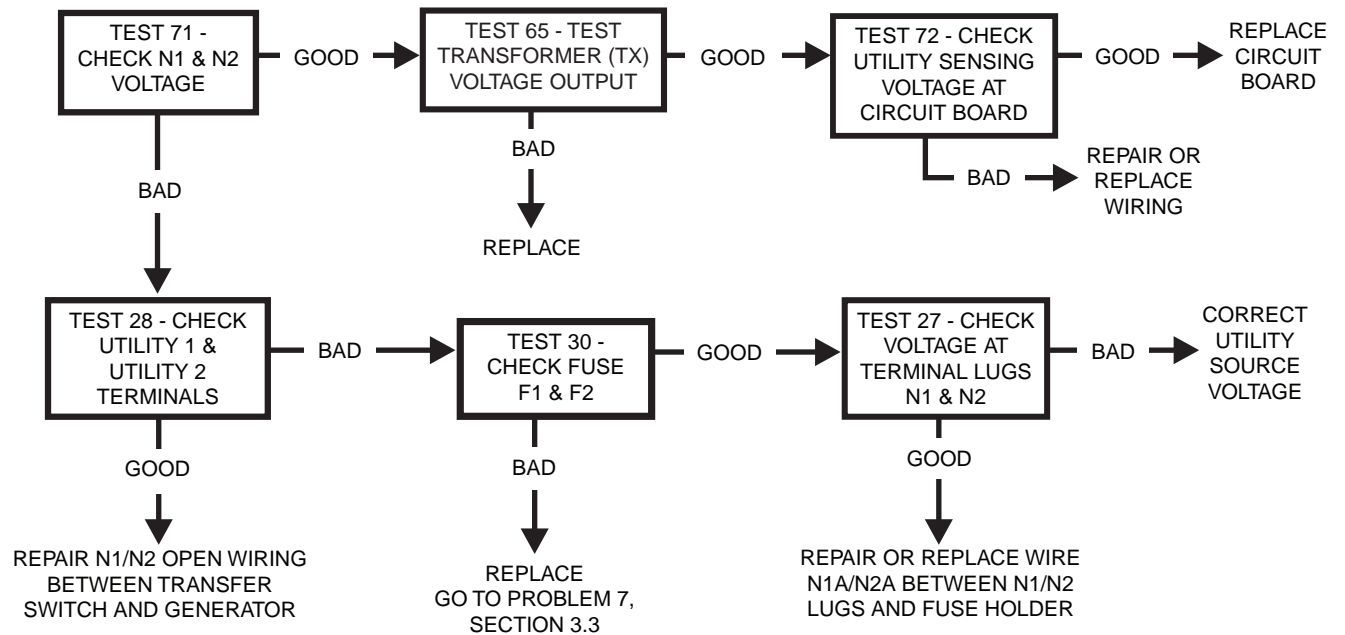 TEST 71 -
CHECK N1 & N2
VOLTAGE
GOOD
TEST 65 - TEST
TRANSFORMER (TX)
VOLTAGE OUTPUT
GOOD
TEST 72 - CHECK
UTILITY SENSING
VOLTAGE AT
CIRCUIT BOARD
GOOD
REPLACE
CIRCUIT
BOARD
BAD
BAD
REPLACE
BAD
REPAIR OR
REPLACE
WIRING
TEST 28 - CHECK
UTILITY 1 &
UTILITY 2
TERMINALS
BAD
TEST 30 -
CHECK FUSE
F1 & F2
GOOD
TEST 27 - CHECK
VOLTAGE AT
TERMINAL LUGS
N1 & N2
BAD
CORRECT
UTILITY
SOURCE
VOLTAGE
GOOD
REPAIR N1/N2 OPEN WIRING
BETWEEN TRANSFER
SWITCH AND GENERATOR
BAD
REPLACE
GO TO PROBLEM 7,
SECTION 3.3
GOOD
REPAIR OR REPLACE WIRE
N1A/N2A BETWEEN N1/N2
LUGS AND FUSE HOLDER